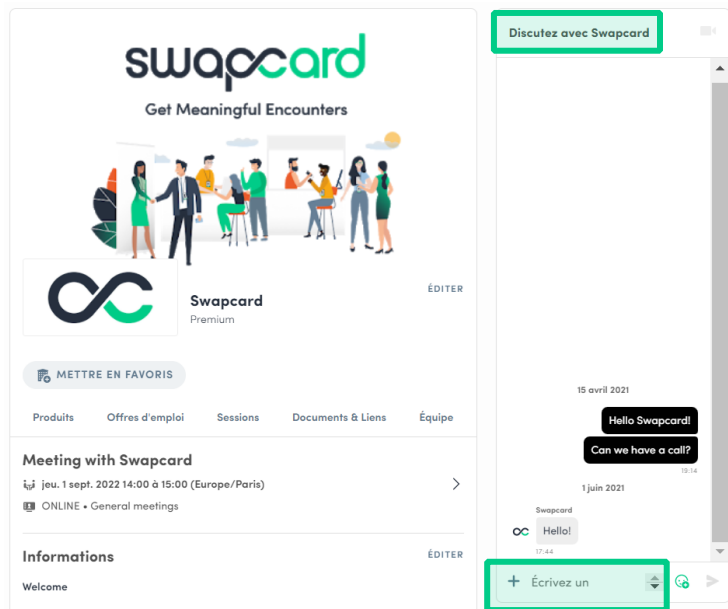 swapcard
Get Meaningful Encounters
Swapcard
Premium
ÉDITER
METTRE EN FAVORIS
Produits
Offres d'emploi
Sessions
Documents & Liens
Équipe
Meeting with Swapcard
jeu. 1 sept. 2022 14:00 à 15:00 (Europe/Paris)
ONLINE • General meetings
Informations
ÉDITER
Welcome
Discutez avec Swapcard
15 avril 2021
Hello Swapcard!
Can we have a call?
13:14
1 juin 2021
Swapcard
Hello!
17:44
Écrivez un